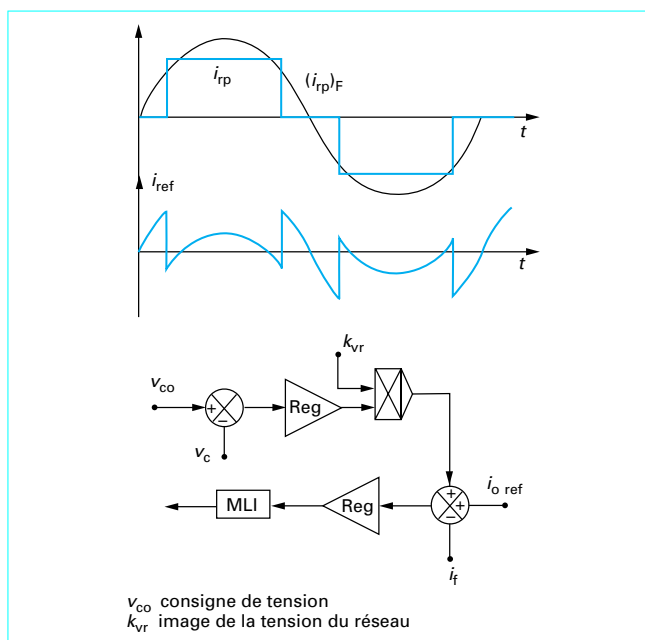 i_rp
(i_rp)_F
t
i_ref
t
k_vr
v_co
+
−
Reg
v_c
MLI
Reg
+
+
−
i_o ref
i_f
v_co consigne de tension
k_vr image de la tension du réseau